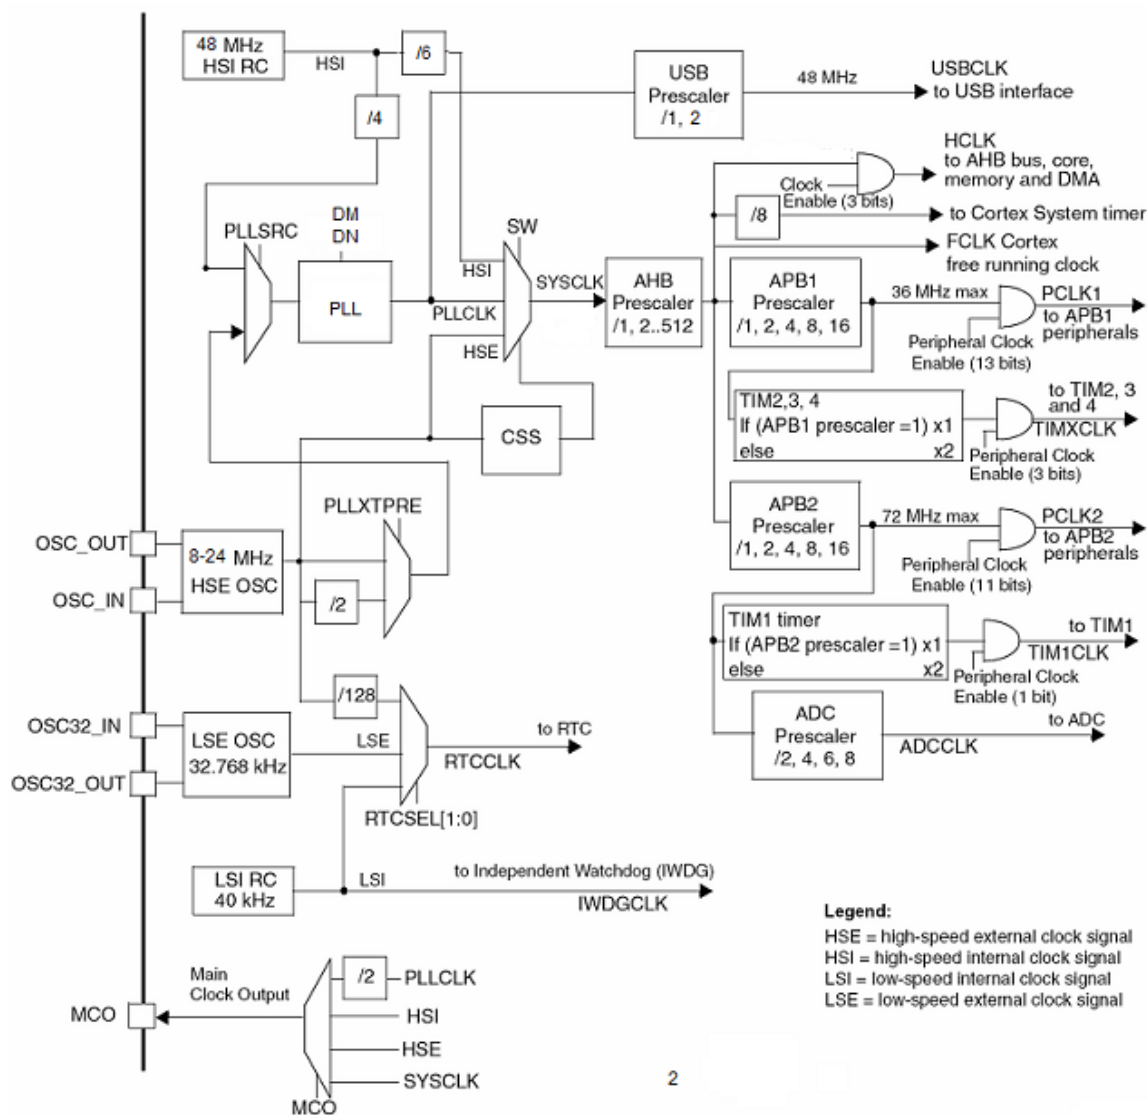 48 MHz
HSI RC
HSI
/6
/4
USB
Prescaler
/1, 2
48 MHz
USBCLK
to USB interface
HCLK
to AHB bus, core,
memory and DMA
Clock
Enable (3 bits)
/8
to Cortex System timer
FCLK Cortex
free running clock
PLLSRC
DM
DN
PLL
SW
HSI
PLLCLK
HSE
SYSCLK
AHB
Prescaler
/1, 2..512
APB1
Prescaler
/1, 2, 4, 8, 16
36 MHz max
PCLK1
to APB1
peripherals
Peripheral Clock
Enable (13 bits)
TIM2,3, 4
If (APB1 prescaler =1) x1
else x2
to TIM2, 3
and 4
TIMXCLK
Peripheral Clock
Enable (3 bits)
CSS
PLLXTPRE
OSC_OUT
OSC_IN
8-24 MHz
HSE OSC
/2
APB2
Prescaler
/1, 2, 4, 8, 16
72 MHz max
PCLK2
to APB2
peripherals
Peripheral Clock
Enable (11 bits)
TIM1 timer
If (APB2 prescaler =1) x1
else x2
to TIM1
TIM1CLK
Peripheral Clock
Enable (1 bit)
/128
OSC32_IN
OSC32_OUT
LSE OSC
32.768 kHz
LSE
to RTC
RTCCLK
RTCSEL[1:0]
ADC
Prescaler
/2, 4, 6, 8
to ADC
ADCCLK
LSI RC
40 kHz
LSI
to Independent Watchdog (IWDG)
IWDGCLK
Legend:
HSE = high-speed external clock signal
HSI = high-speed internal clock signal
LSI = low-speed internal clock signal
LSE = low-speed external clock signal
Main
Clock Output
MCO
/2
PLLCLK
HSI
HSE
SYSCLK
MCO
2